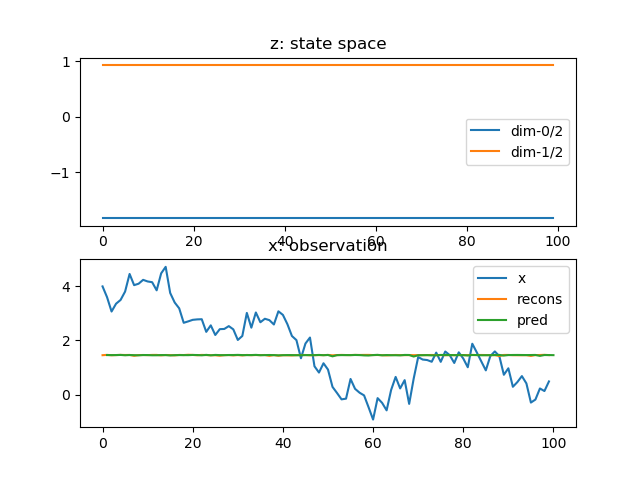 z: state space
1
0
−1
dim-0/2
dim-1/2
0 20 40 60 80 100
x: observation
4
2
0
x
recons
pred
0 20 40 60 80 100